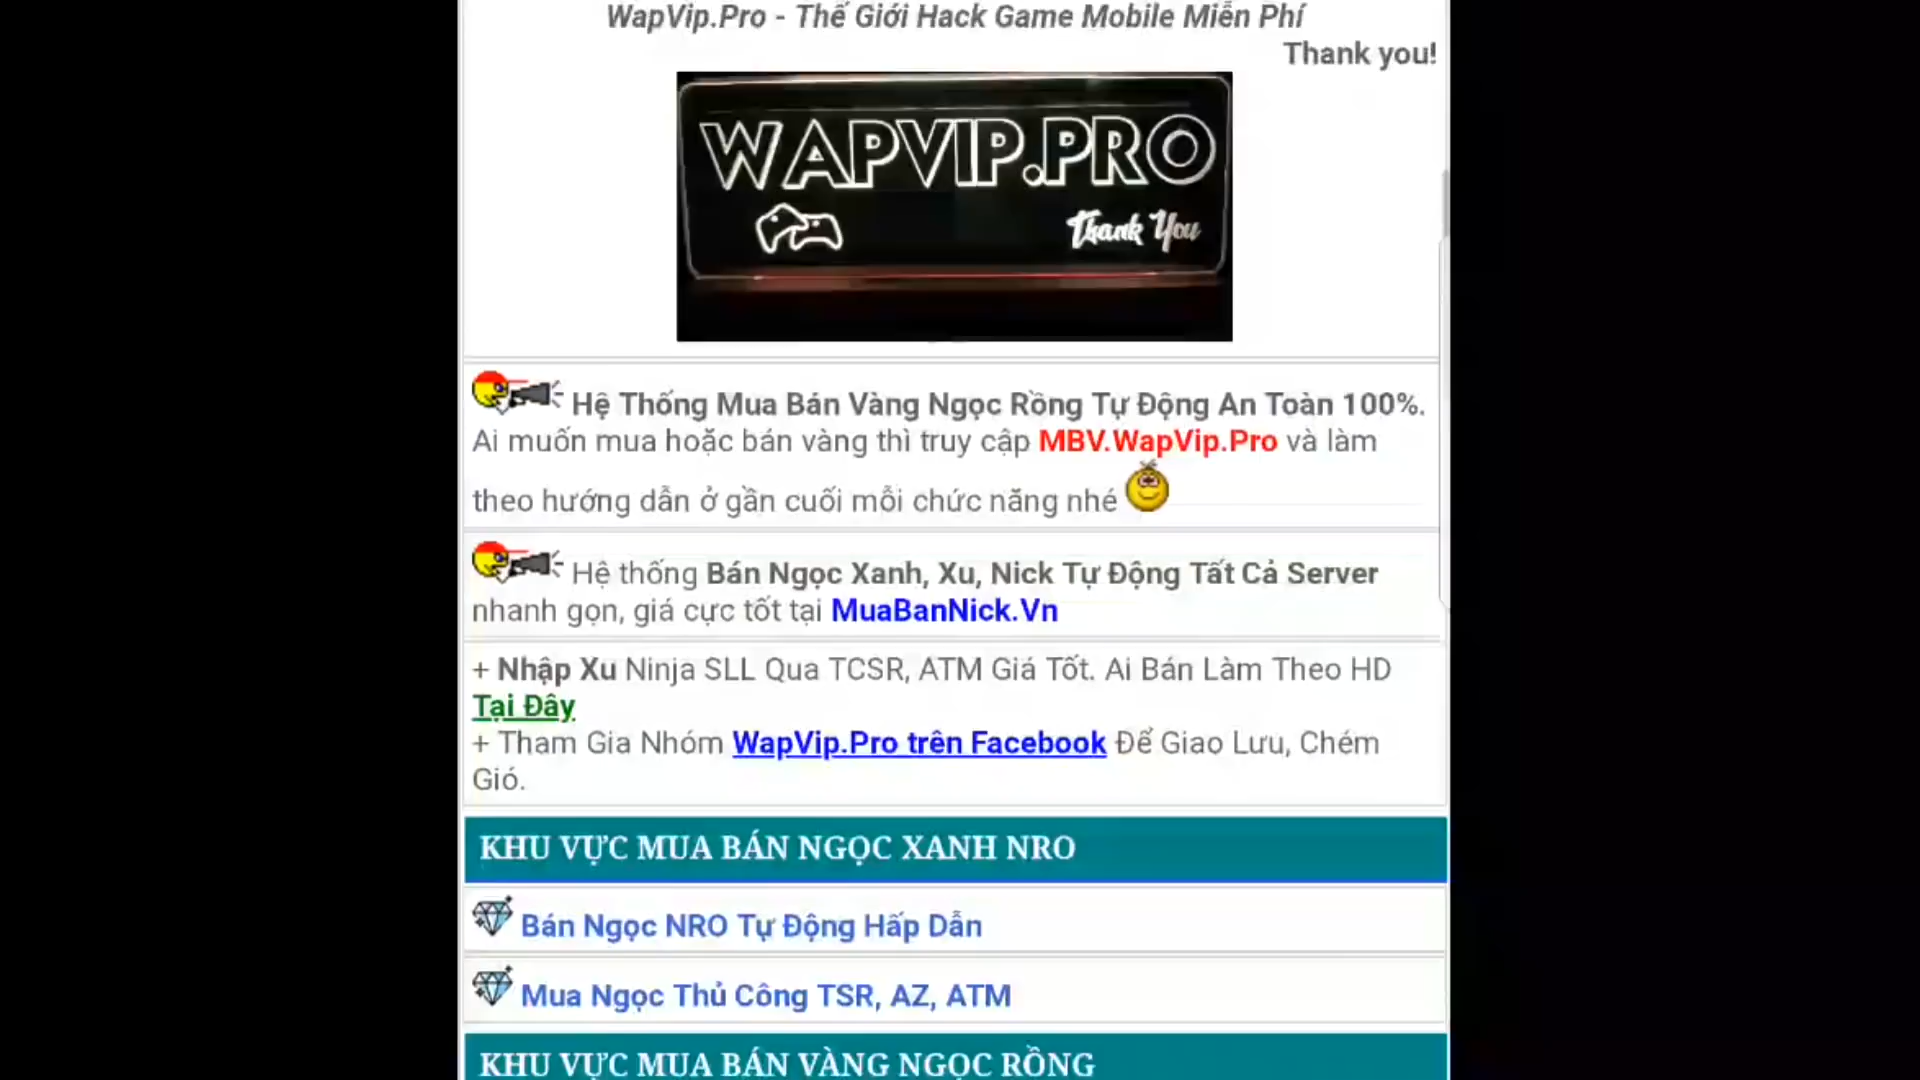 WapVip.Pro - Thế Giới Hack Game Mobile Miễn Phí
Thank you!
WAPVIP.PRO
Thank You
Hệ Thống Mua Bán Vàng Ngọc Rồng Tự Động An Toàn 100%.
Ai muốn mua hoặc bán vàng thì truy cập MBV.WapVip.Pro và làm
theo hướng dẫn ở gần cuối mỗi chức năng nhé
Hệ thống Bán Ngọc Xanh, Xu, Nick Tự Động Tất Cả Server
nhanh gọn, giá cực tốt tại MuaBanNick.Vn
+ Nhập Xu Ninja SLL Qua TCSR, ATM Giá Tốt. Ai Bán Làm Theo HD
Tại Đây
+ Tham Gia Nhóm WapVip.Pro trên Facebook Để Giao Lưu, Chém
Gió.
KHU VỰC MUA BÁN NGỌC XANH NRO
Bán Ngọc NRO Tự Động Hấp Dẫn
Mua Ngọc Thủ Công TSR, AZ, ATM
KHU VỰC MUA BÁN VÀNG NGỌC RỒNG